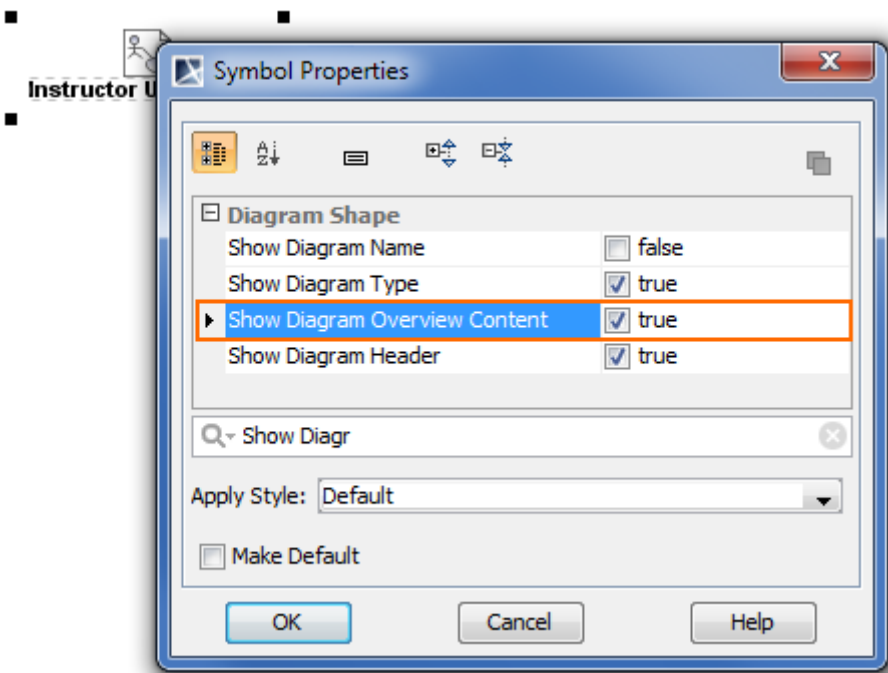 Instructor U
Symbol Properties
Diagram Shape
Show Diagram Name false
Show Diagram Type true
Show Diagram Overview Content true
Show Diagram Header true
Show Diagr
Apply Style: Default
Make Default
OK Cancel Help